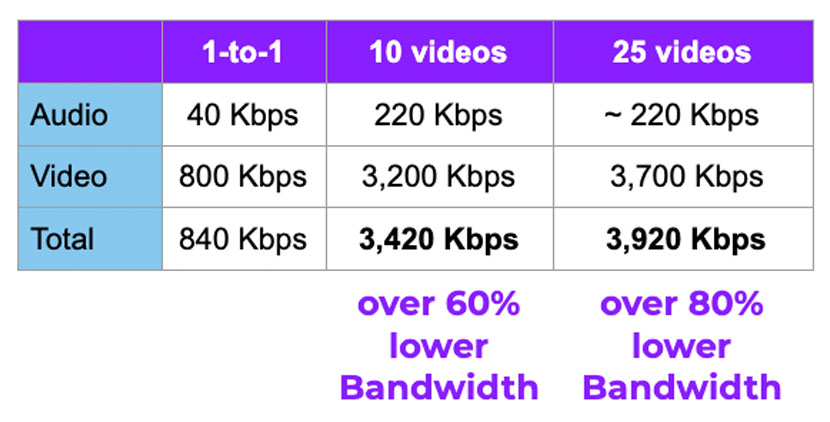 1-to-1 10 videos 25 videos
Audio 40 Kbps 220 Kbps ~ 220 Kbps
Video 800 Kbps 3,200 Kbps 3,700 Kbps
Total 840 Kbps 3,420 Kbps 3,920 Kbps
over 60%
lower
Bandwidth
over 80%
lower
Bandwidth